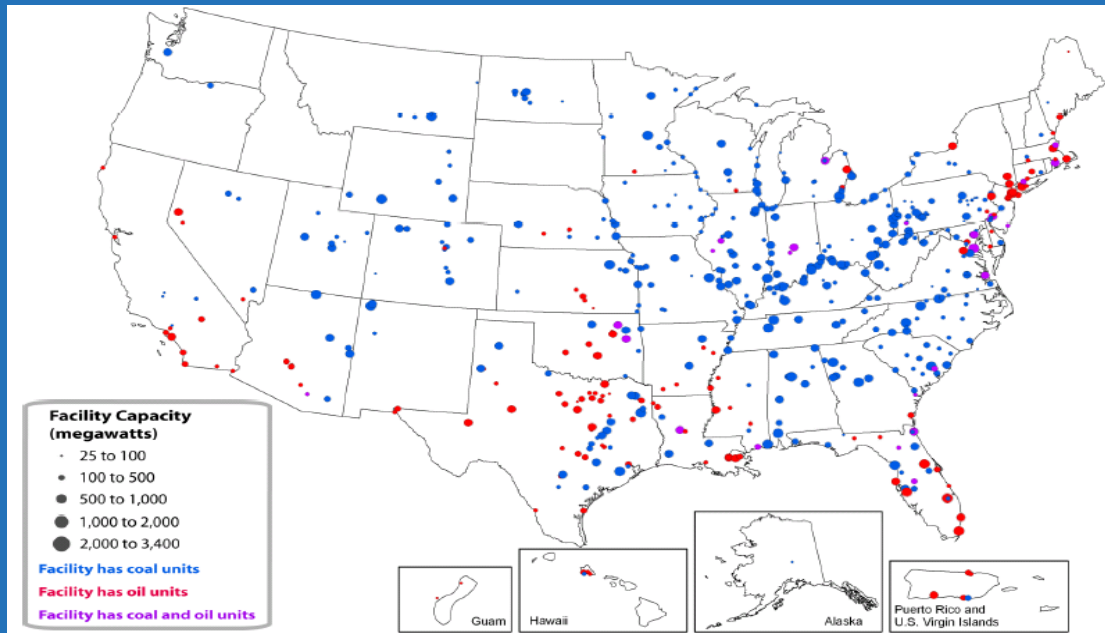 Facility Capacity
(megawatts)
25 to 100
100 to 500
500 to 1,000
1,000 to 2,000
2,000 to 3,400
Facility has coal units
Facility has oil units
Facility has coal and oil units
Guam
Hawaii
Alaska
Puerto Rico and
U.S. Virgin Islands